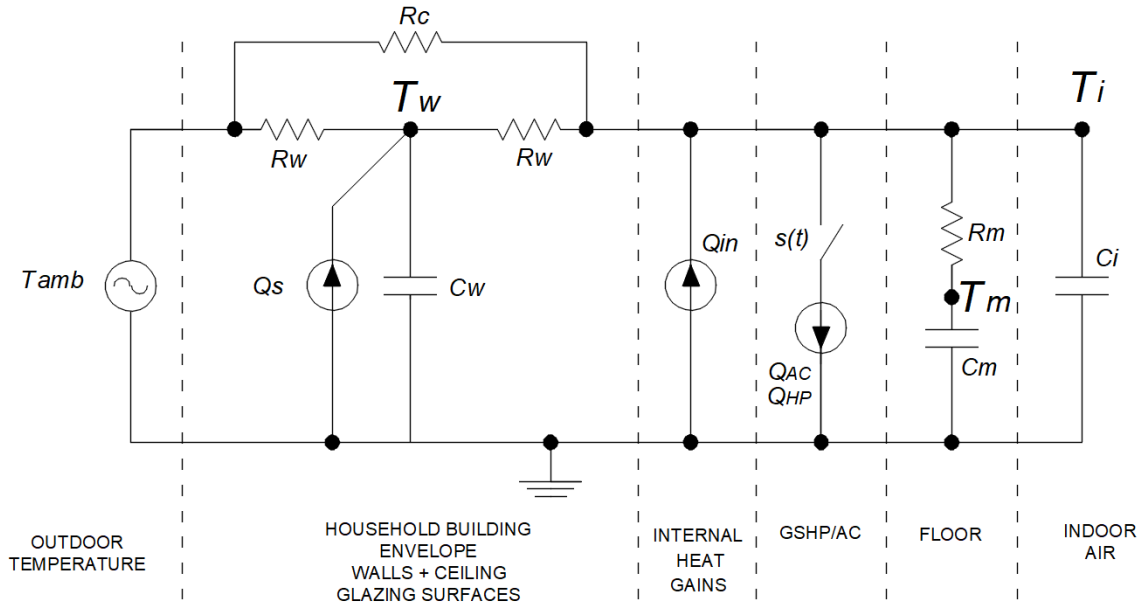 Rc
Tw
Ti
Rw
Rw
Qin
s(t)
Rm
Ci
Tamb
Qs
Cw
Tm
QAC
QHP
Cm
OUTDOOR
TEMPERATURE
HOUSEHOLD BUILDING
ENVELOPE
WALLS + CEILING
GLAZING SURFACES
INTERNAL
HEAT
GAINS
GSHP/AC
FLOOR
INDOOR
AIR